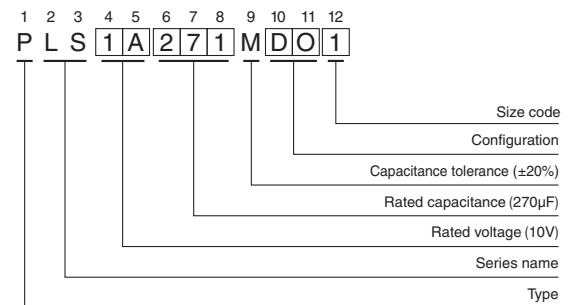 1 2 3 4 5 6 7 8 9 10 11 12
P L S 1 A 2 7 1 M D O 1
Size code
Configuration
Capacitance tolerance (±20%)
Rated capacitance (270µF)
Rated voltage (10V)
Series name
Type